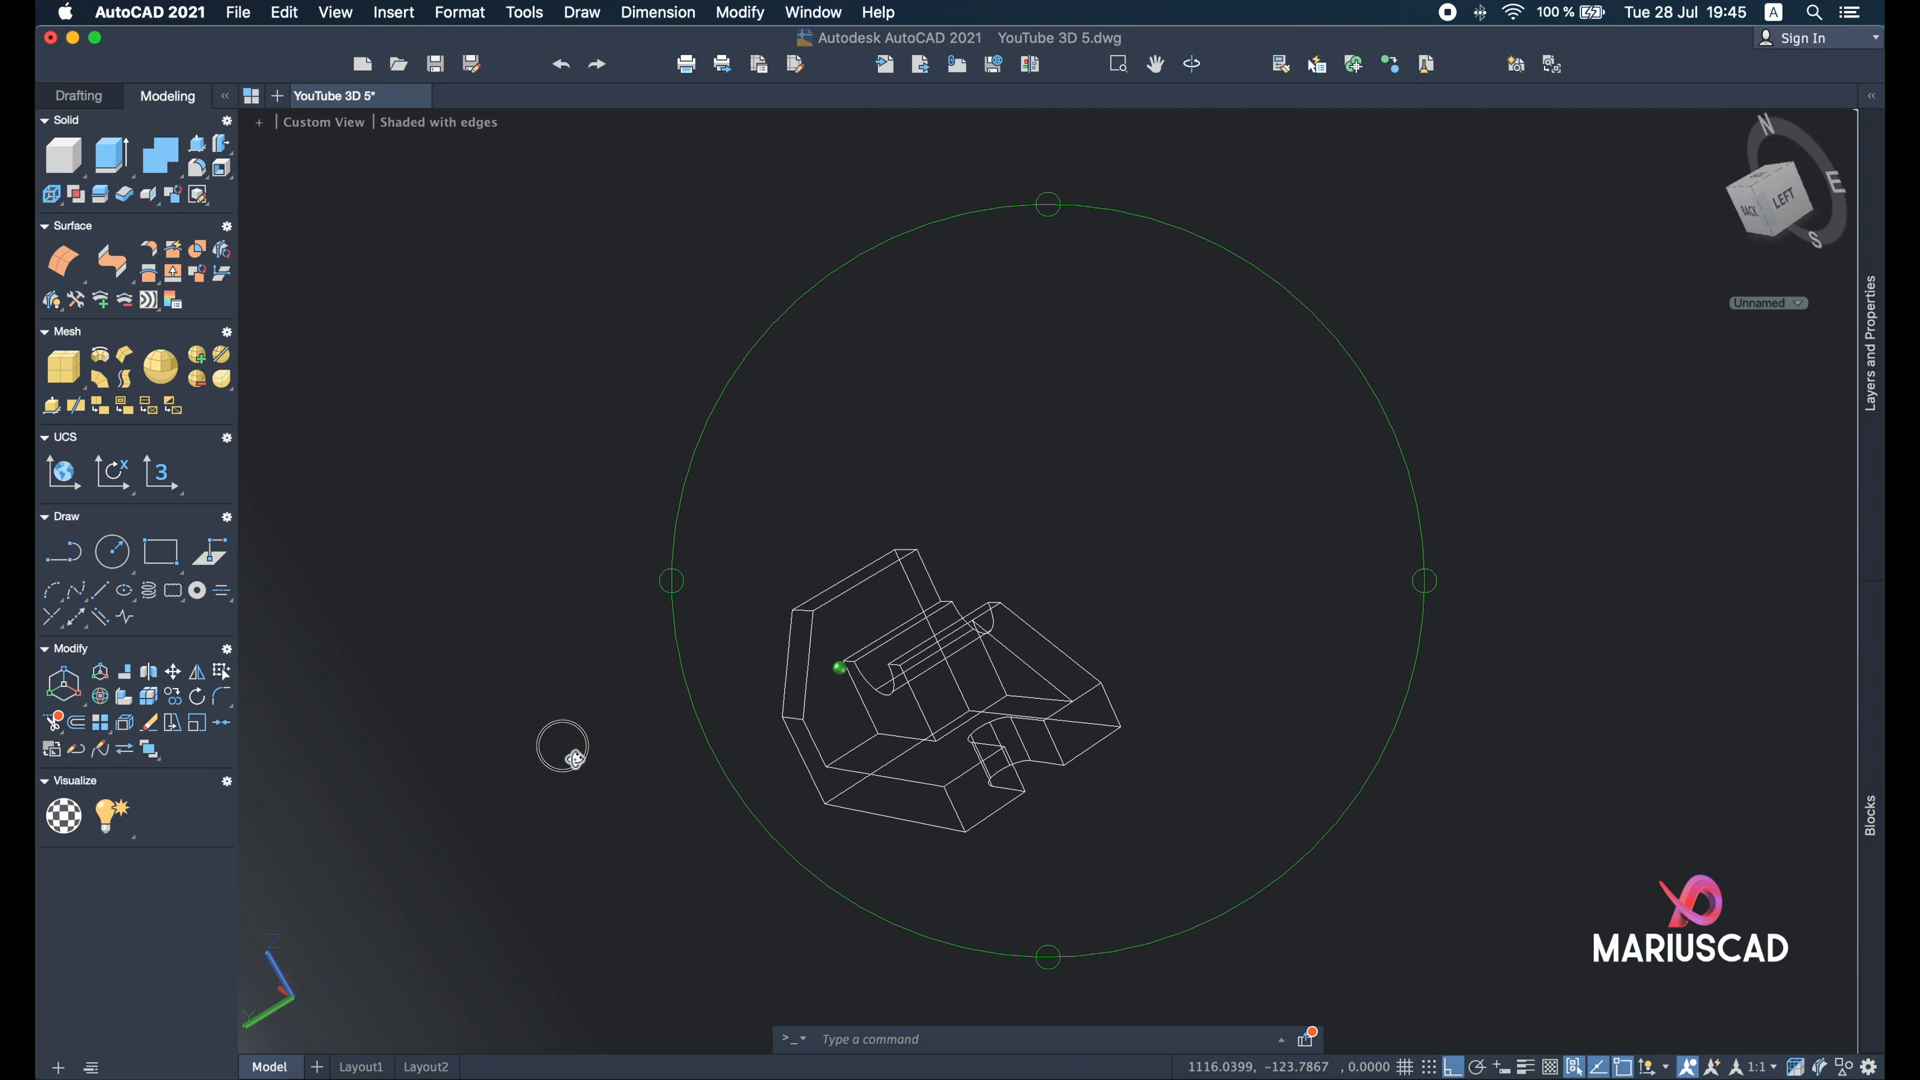 AutoCAD 2021 File Edit View Insert Format Tools Draw Dimension Modify Window Help 100 % Tue 28 Jul 19:45 A
Autodesk AutoCAD 2021 YouTube 3D 5.dwg
Sign In
Drafting Modeling « YouTube 3D 5* «
+ | Custom View | Shaded with edges
Solid
Surface
Mesh
UCS
X 3
Draw
Modify
Visualize
N E S
BACK LEFT
Unnamed
Layers and Properties
Blocks
MARIUSCAD
Z
Y
>_ Type a command
Model + Layout1 Layout2
1116.0399, -123.7867 , 0.0000 1:1